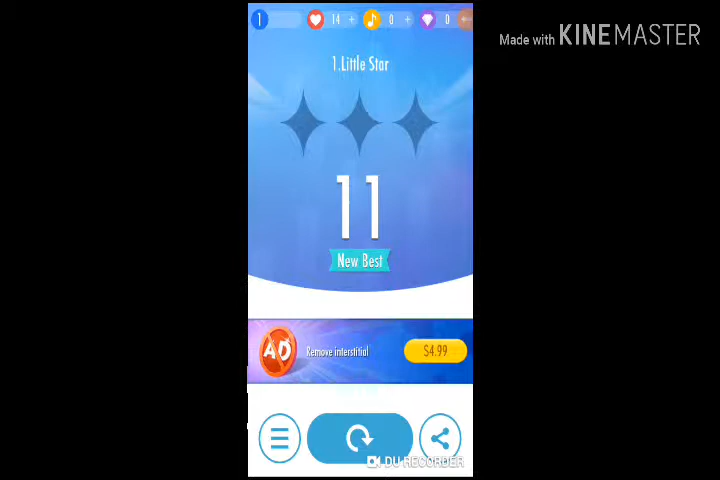 1 14 + 0 + 0
Made with KINEMASTER
1.Little Star
11
New Best
AD
Remove interstitial
$4.99
DU RECORDER